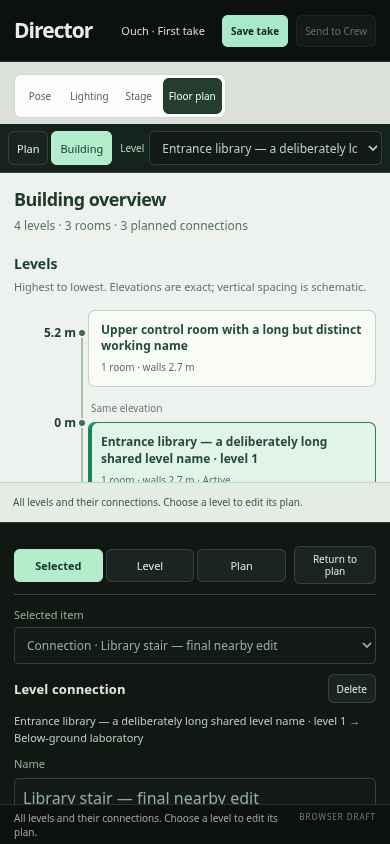 Director
Ouch · First take
Save take
Send to Crew
Pose
Lighting
Stage
Floor plan
Plan
Building
Level
Entrance library — a deliberately lc
Building overview
4 levels · 3 rooms · 3 planned connections
Levels
Highest to lowest. Elevations are exact; vertical spacing is schematic.
5.2 m
Upper control room with a long but distinct
working name
1 room · walls 2.7 m
Same elevation
0 m
Entrance library — a deliberately long
shared level name · level 1
1 room · walls 2.7 m · Active
All levels and their connections. Choose a level to edit its plan.
Selected
Level
Plan
Return to
plan
Selected item
Connection · Library stair — final nearby edit
Level connection
Delete
Entrance library — a deliberately long shared level name · level 1 →
Below-ground laboratory
Name
Library stair — final nearby edit
All levels and their connections. Choose a level to edit its
plan.
BROWSER DRAFT